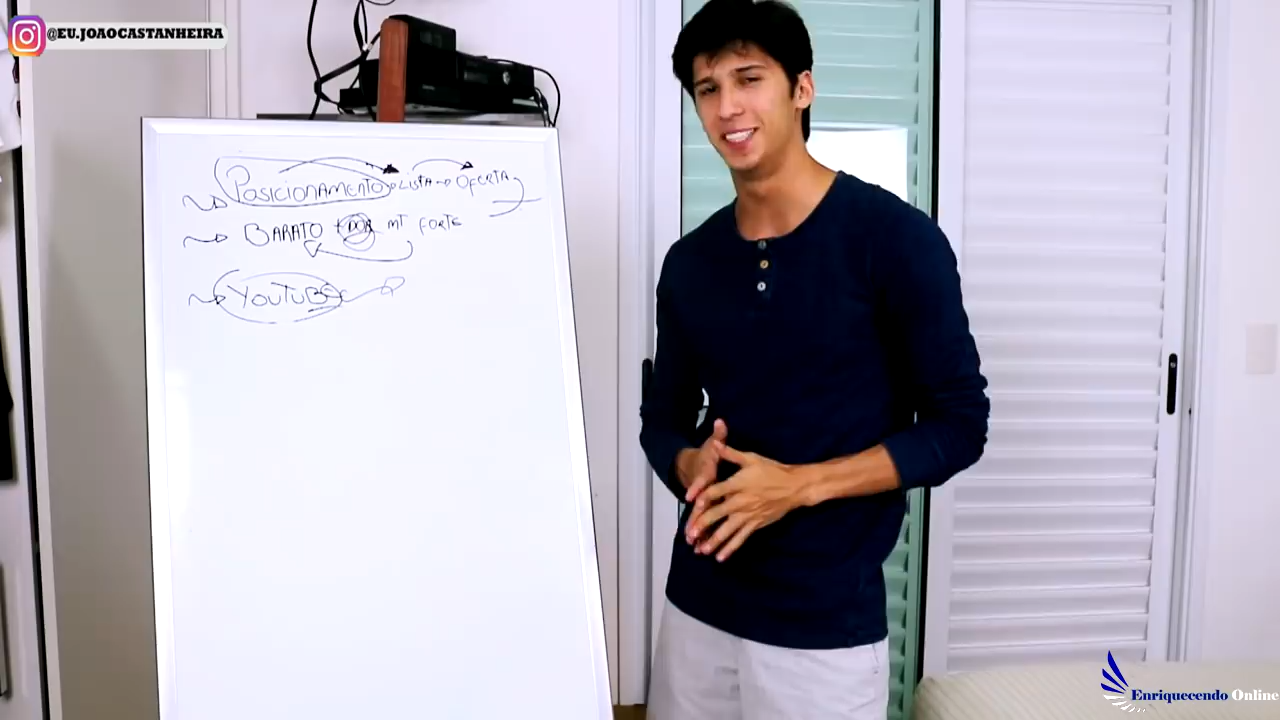 @EU.JOAOCASTANHEIRA
POSICIONAMENTO LISTA → OFERTA
BARATO + DOR MT FORTE
YOUTUBE
Enriquecendo Online